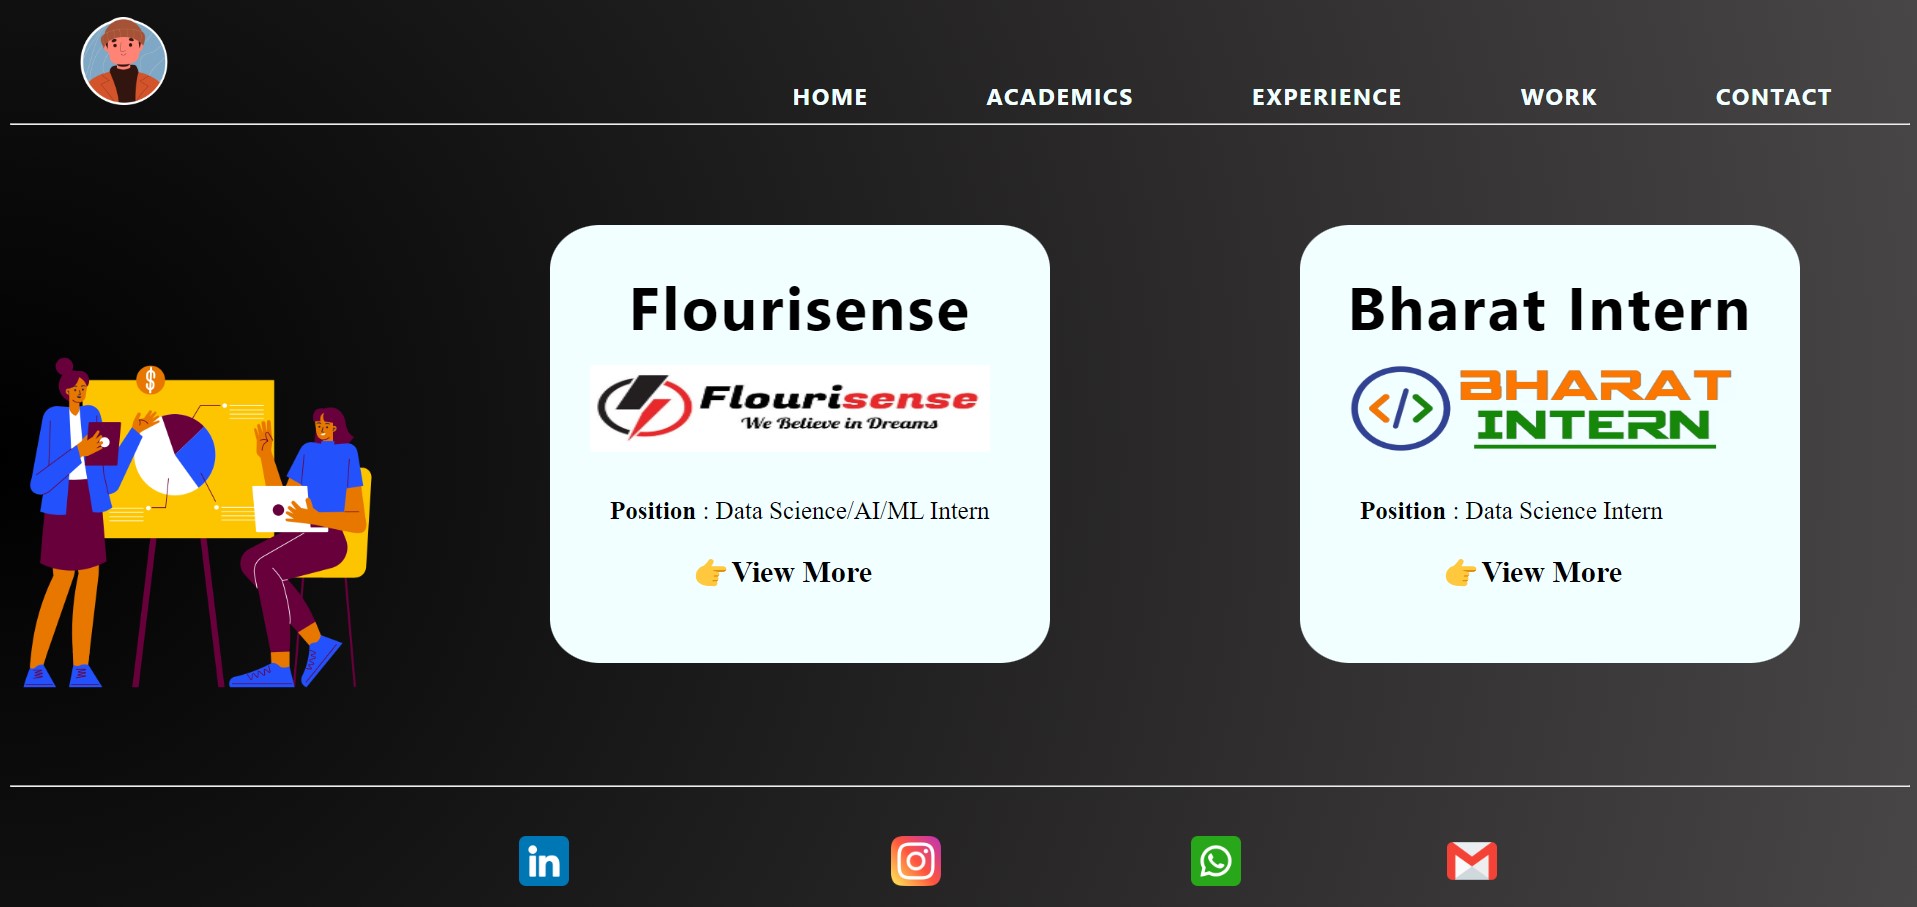 HOME ACADEMICS EXPERIENCE WORK CONTACT
Flourisense
Flourisense
We Believe in Dreams
Position : Data Science/AI/ML Intern
👉View More
Bharat Intern
</> BHARAT
INTERN
Position : Data Science Intern
👉View More
$
in